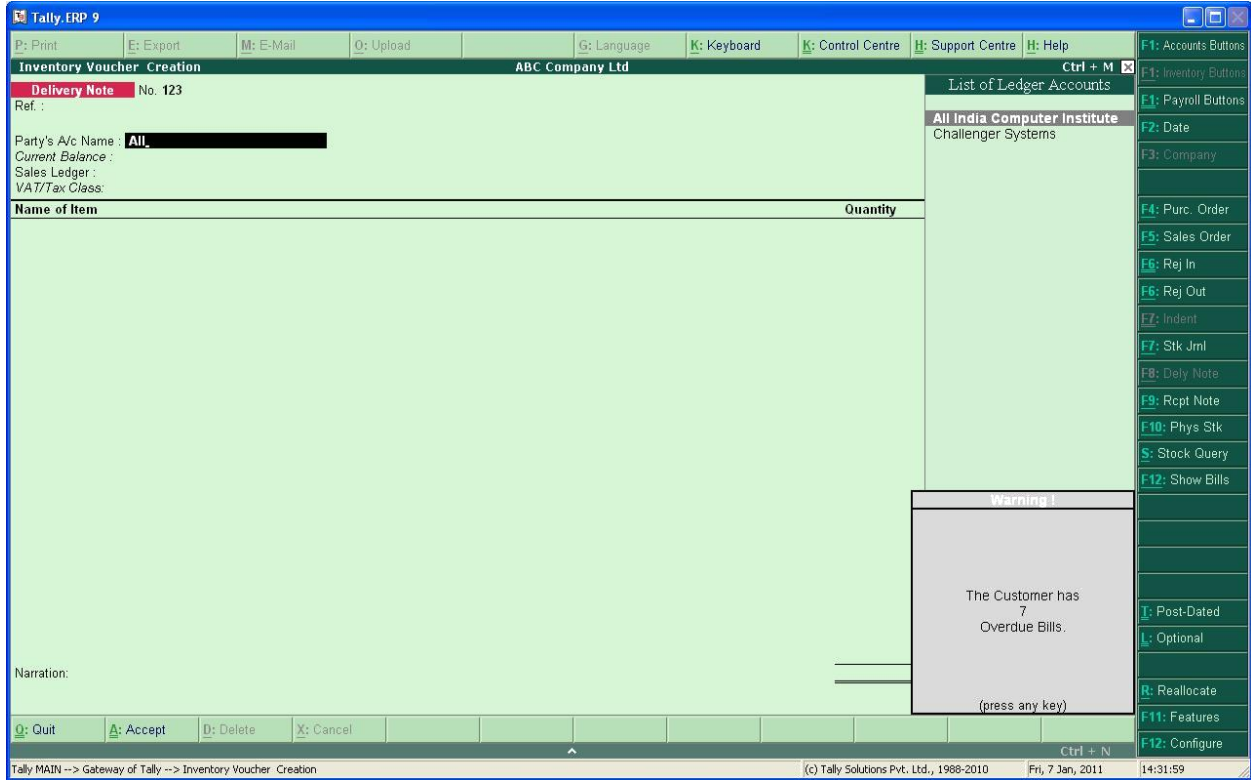 Tally.ERP 9
P: Print E: Export M: E-Mail O: Upload G: Language K: Keyboard K: Control Centre H: Support Centre H: Help F1: Accounts Buttons
Inventory Voucher Creation ABC Company Ltd Ctrl + M
F1: Inventory Buttons
Delivery Note No. 123
Ref. :
Party's A/c Name : All
Current Balance :
Sales Ledger :
VAT/Tax Class:
Name of Item Quantity
List of Ledger Accounts
All India Computer Institute
Challenger Systems
F1: Payroll Buttons
F2: Date
F3: Company
F4: Purc. Order
F5: Sales Order
F6: Rej In
F6: Rej Out
F7: Indent
F7: Stk Jrnl
F8: Dely Note
F9: Rcpt Note
F10: Phys Stk
S: Stock Query
F12: Show Bills
Warning !
The Customer has
7
Overdue Bills.
(press any key)
T: Post-Dated
L: Optional
R: Reallocate
F11: Features
F12: Configure
Narration:
Q: Quit A: Accept D: Delete X: Cancel
Ctrl + N
Tally MAIN --> Gateway of Tally --> Inventory Voucher Creation (c) Tally Solutions Pvt. Ltd., 1988-2010 Fri, 7 Jan, 2011 14:31:59